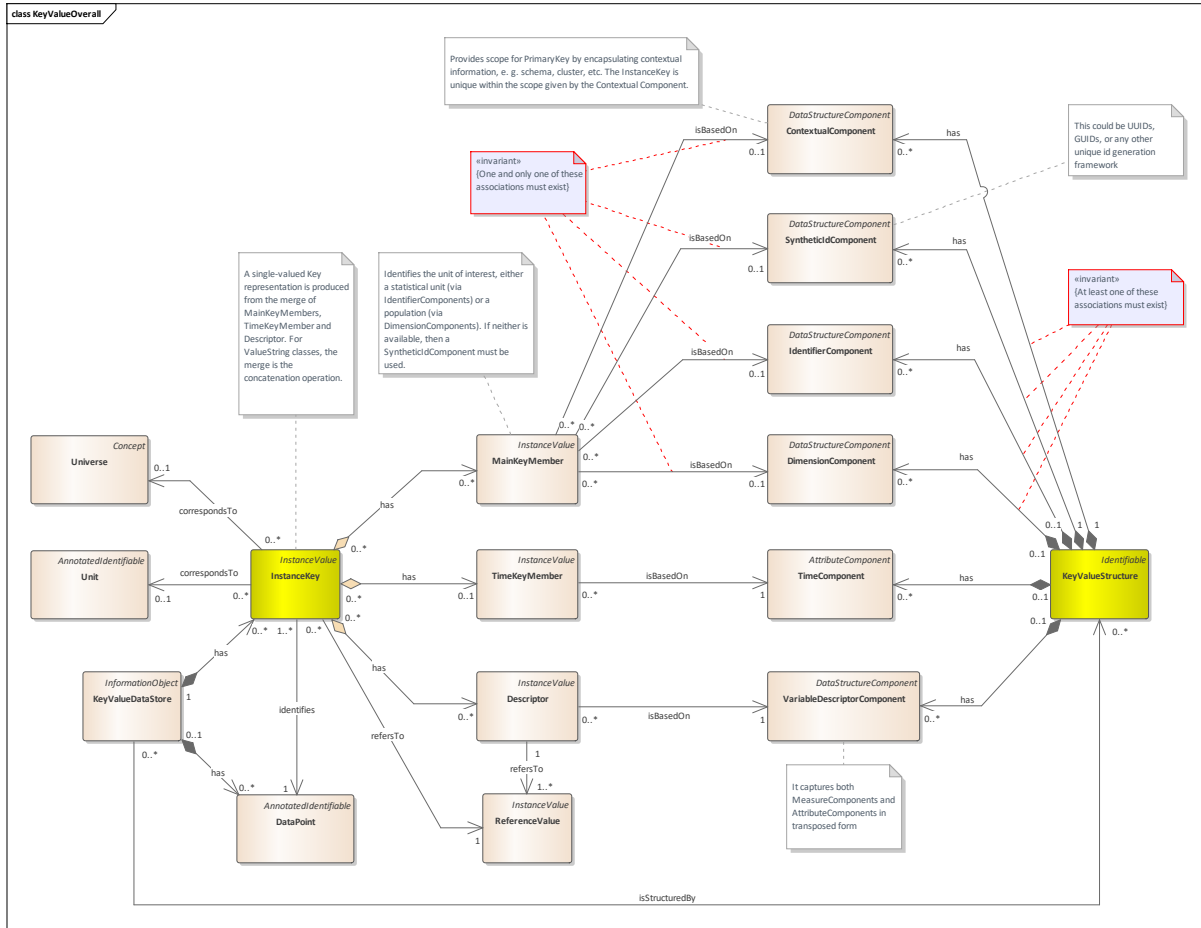 class KeyValueOverall
Provides scope for PrimaryKey by encapsulating contextual
information, e. g. schema, cluster, etc. The InstanceKey is
unique within the scope given by the Contextual Component.
DataStructureComponent
ContextualComponent
This could be UUIDs,
GUIDs, or any other
unique id generation
framework
isBasedOn
0..1
has
0..*
«invariant»
{One and only one of these
associations must exist}
DataStructureComponent
SyntheticIdComponent
isBasedOn
0..1
has
0..*
A single-valued Key
representation is produced
from the merge of
MainKeyMembers,
TimeKeyMember and
Descriptor. For
ValueString classes, the
merge is the
concatenation operation.
Identifies the unit of interest, either
a statistical unit (via
IdentifierComponents) or a
population (via
DimensionComponents). If neither is
available, then a
SyntheticIdComponent must be
used.
«invariant»
{At least one of these
associations must exist}
DataStructureComponent
IdentifierComponent
isBasedOn
0..1
has
0..*
Concept
Universe
0..1
correspondsTo
0..*
InstanceValue
MainKeyMember
0..*
0..*
0..*
0..*
0..*
has
0..*
isBasedOn
0..1
DataStructureComponent
DimensionComponent
has
0..*
0..1
0..1
1
1
AnnotatedIdentifiable
Unit
correspondsTo
0..1
0..*
InstanceValue
InstanceKey
has
0..*
0..1
InstanceValue
TimeKeyMember
isBasedOn
0..*
1
AttributeComponent
TimeComponent
has
0..*
0..1
Identifiable
KeyValueStructure
0..*
0..*
1..*
0..*
0..1
0..*
has
1
InformationObject
KeyValueDataStore
0..1
0..*
has
0..*
identifies
1
refersTo
has
0..*
InstanceValue
Descriptor
0..*
isBasedOn
1
DataStructureComponent
VariableDescriptorComponent
has
0..*
1
refersTo
1..*
AnnotatedIdentifiable
DataPoint
InstanceValue
ReferenceValue
1
It captures both
MeasureComponents and
AttributeComponents in
transposed form
isStructuredBy